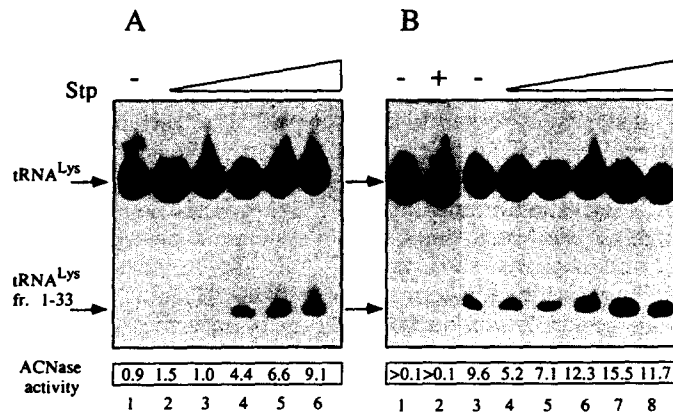 A B
Stp - - + -
tRNA^Lys
tRNA^Lys
fr. 1-33
ACNase activity 0.9 1.5 1.0 4.4 6.6 9.1 >0.1 >0.1 9.6 5.2 7.1 12.3 15.5 11.7
1 2 3 4 5 6 1 2 3 4 5 6 7 8